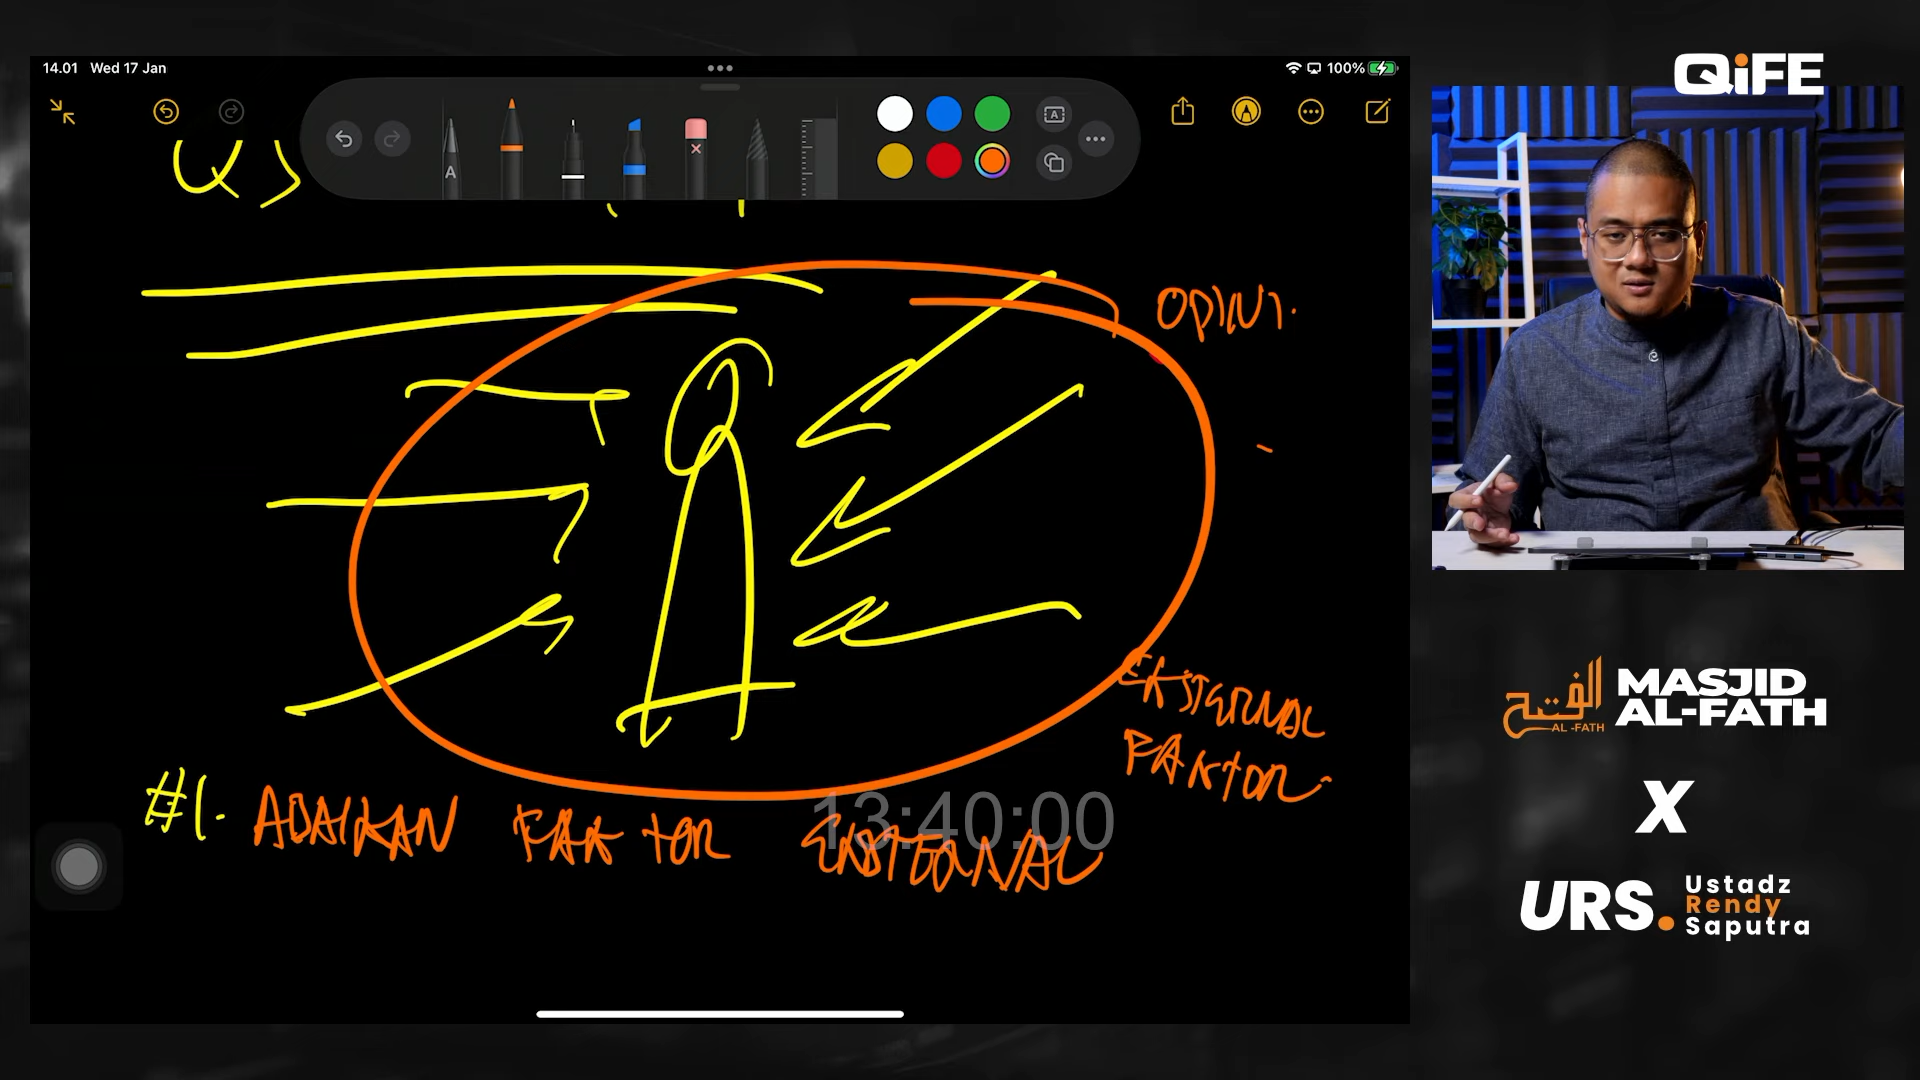 14.01 Wed 17 Jan
100%
A
A
QS
OPINI.
EKSTERNAL
FAKTOR
#1. ABAIKAN FAKTOR EKSTERNAL
13:40:00
QiFE
الفتح
AL-FATH
MASJID
AL-FATH
X
URS.
Ustadz
Rendy
Saputra